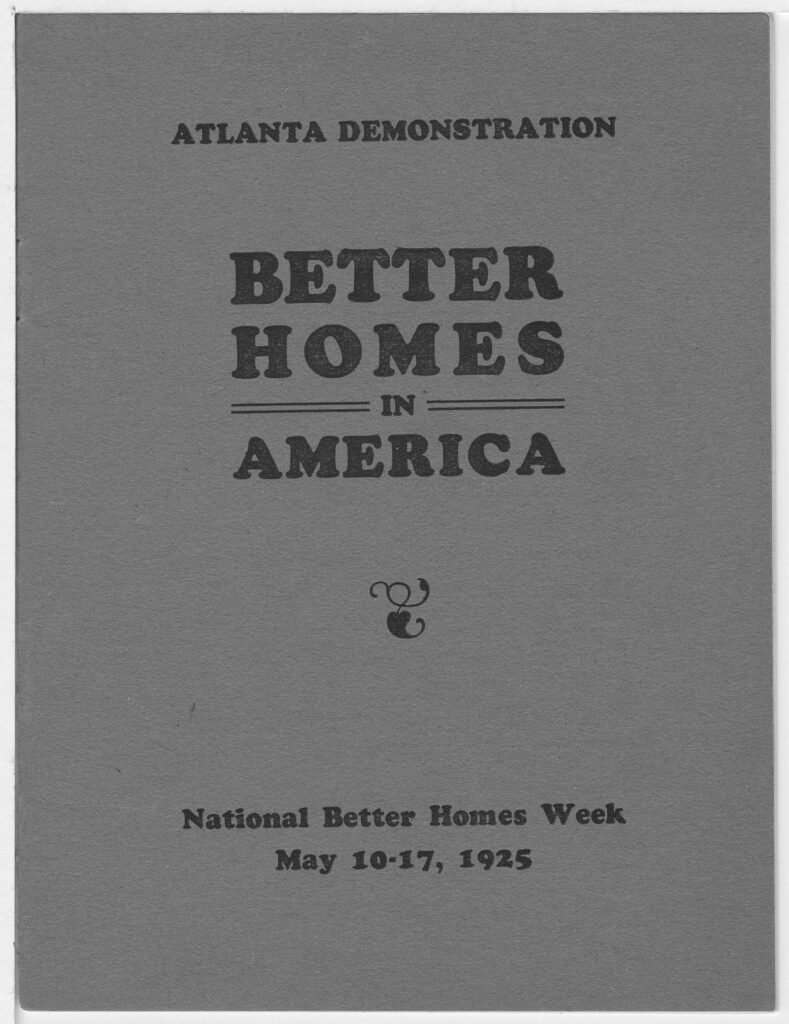 ATLANTA DEMONSTRATION
BETTER
HOMES
IN
AMERICA
National Better Homes Week
May 10-17, 1925